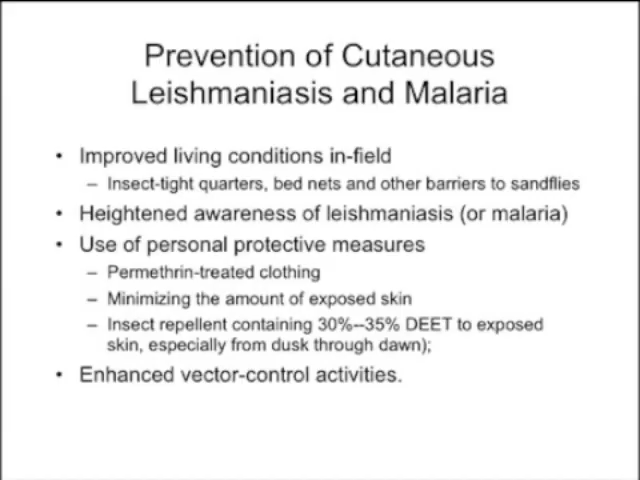 Prevention of Cutaneous
Leishmaniasis and Malaria
• Improved living conditions in-field
– Insect-tight quarters, bed nets and other barriers to sandflies
• Heightened awareness of leishmaniasis (or malaria)
• Use of personal protective measures
– Permethrin-treated clothing
– Minimizing the amount of exposed skin
– Insect repellent containing 30%--35% DEET to exposed
skin, especially from dusk through dawn);
• Enhanced vector-control activities.